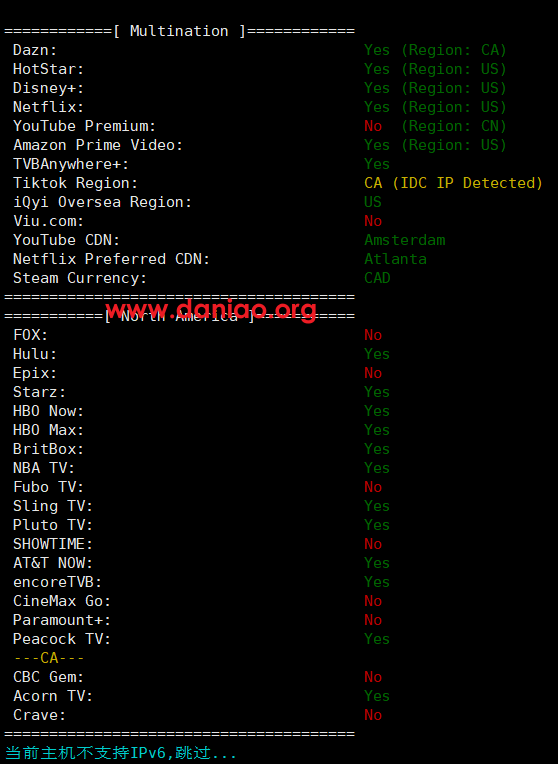 ============[ Multination ]============
Dazn: Yes (Region: CA)
HotStar: Yes (Region: US)
Disney+: Yes (Region: US)
Netflix: Yes (Region: US)
YouTube Premium: No (Region: CN)
Amazon Prime Video: Yes (Region: US)
TVBAnywhere+: Yes
Tiktok Region: CA (IDC IP Detected)
iQyi Oversea Region: US
Viu.com: No
YouTube CDN: Amsterdam
Netflix Preferred CDN: Atlanta
Steam Currency: CAD
=======================================
www.daniao.org
===========[ North America ]===========
FOX: No
Hulu: Yes
Epix: No
Starz: Yes
HBO Now: Yes
HBO Max: Yes
BritBox: Yes
NBA TV: Yes
Fubo TV: No
Sling TV: Yes
Pluto TV: Yes
SHOWTIME: No
AT&T NOW: Yes
encoreTVB: Yes
CineMax Go: No
Paramount+: No
Peacock TV: Yes
---CA---
CBC Gem: No
Acorn TV: Yes
Crave: No
=======================================
当前主机不支持IPv6,跳过...